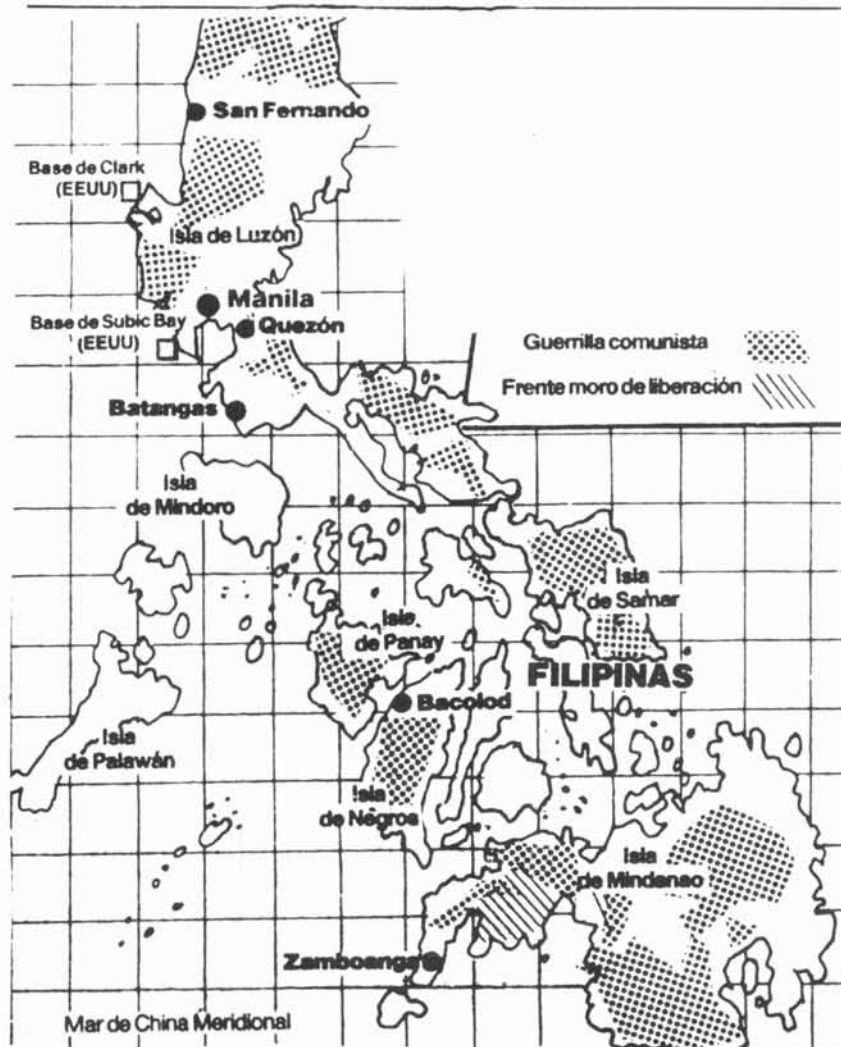 San Fernando
Base de Clark
(EEUU)
Isla de Luzón
Manila
Base de Subic Bay
(EEUU)
Quezón
Guerrilla comunista
Frente moro de liberación
Batangas
Isla
de Mindoro
Isla
de Samar
Isla
de Panay
FILIPINAS
Bacolod
Isla
de Palawán
Isla
de Negros
Isla
de Mindanao
Zamboanga
Mar de China Meridional